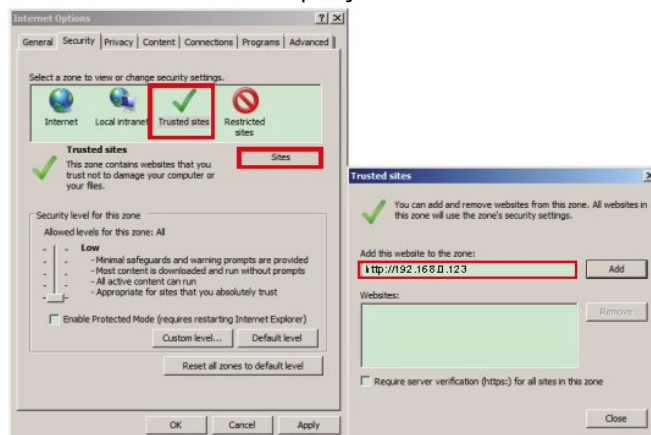 Internet Options
? X
General Security Privacy Content Connections Programs Advanced
Select a zone to view or change security settings.
Internet Local intranet Trusted sites Restricted sites
Trusted sites
This zone contains websites that you
trust not to damage your computer or
your files.
Sites
Security level for this zone
Allowed levels for this zone: All
Low
- Minimal safeguards and warning prompts are provided
- Most content is downloaded and run without prompts
- All active content can run
- Appropriate for sites that you absolutely trust
Enable Protected Mode (requires restarting Internet Explorer)
Custom level... Default level
Reset all zones to default level
OK Cancel Apply
Trusted sites
X
You can add and remove websites from this zone. All websites in
this zone will use the zone's security settings.
Add this website to the zone:
http://192.168.0.123 Add
Websites:
Remove
Require server verification (https:) for all sites in this zone
Close